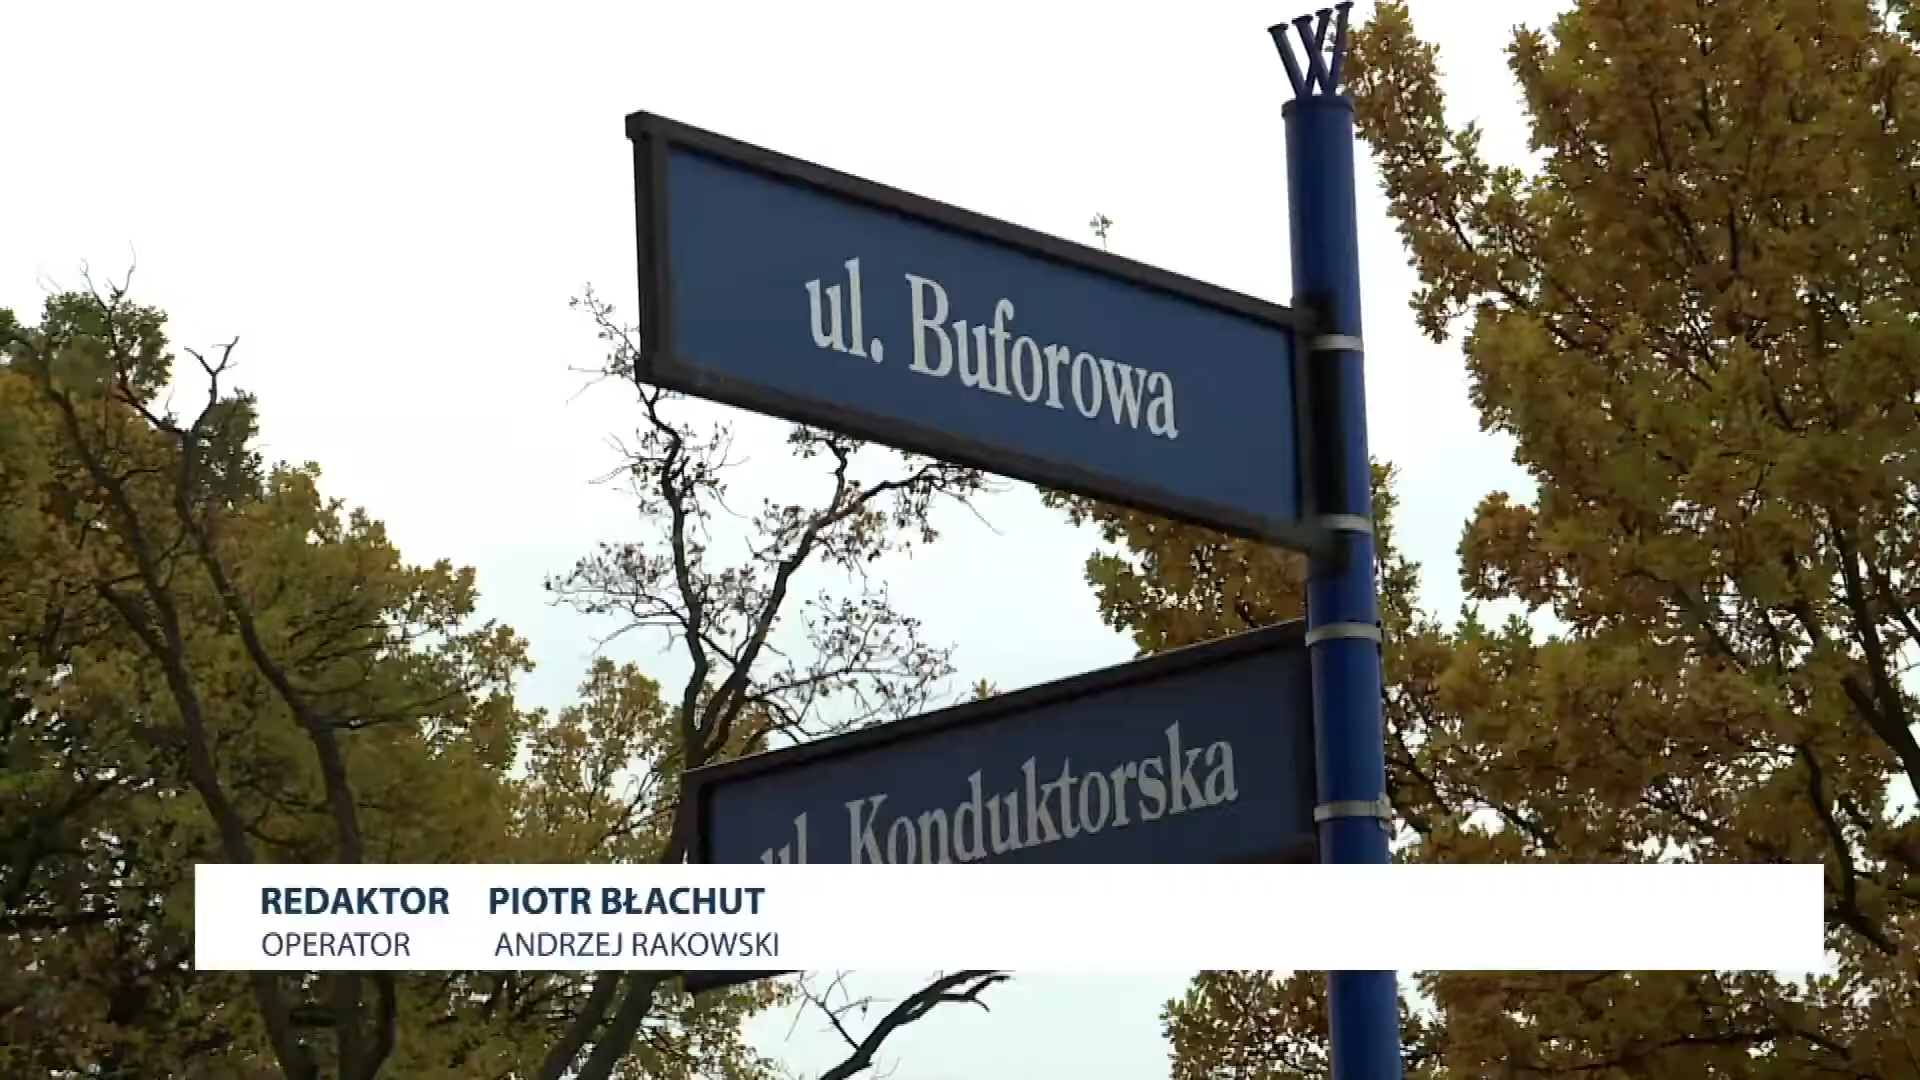 W
ul. Buforowa
ul. Konduktorska
REDAKTOR PIOTR BŁACHUT
OPERATOR ANDRZEJ RAKOWSKI